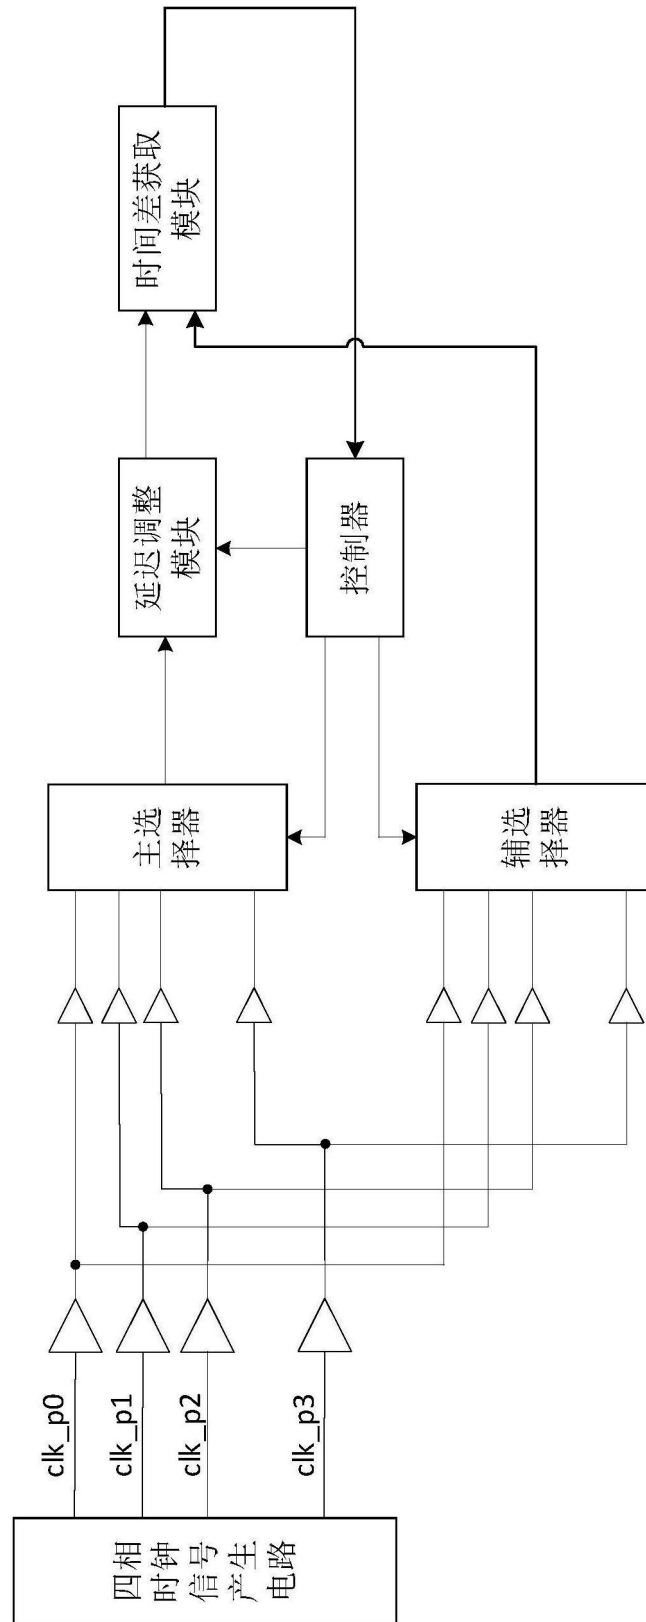 四相
时钟
信号
产生
电路
clk_p0
clk_p1
clk_p2
clk_p3
主选
择器
辅选
择器
延迟调整
模块
控制器
时间差获取
模块